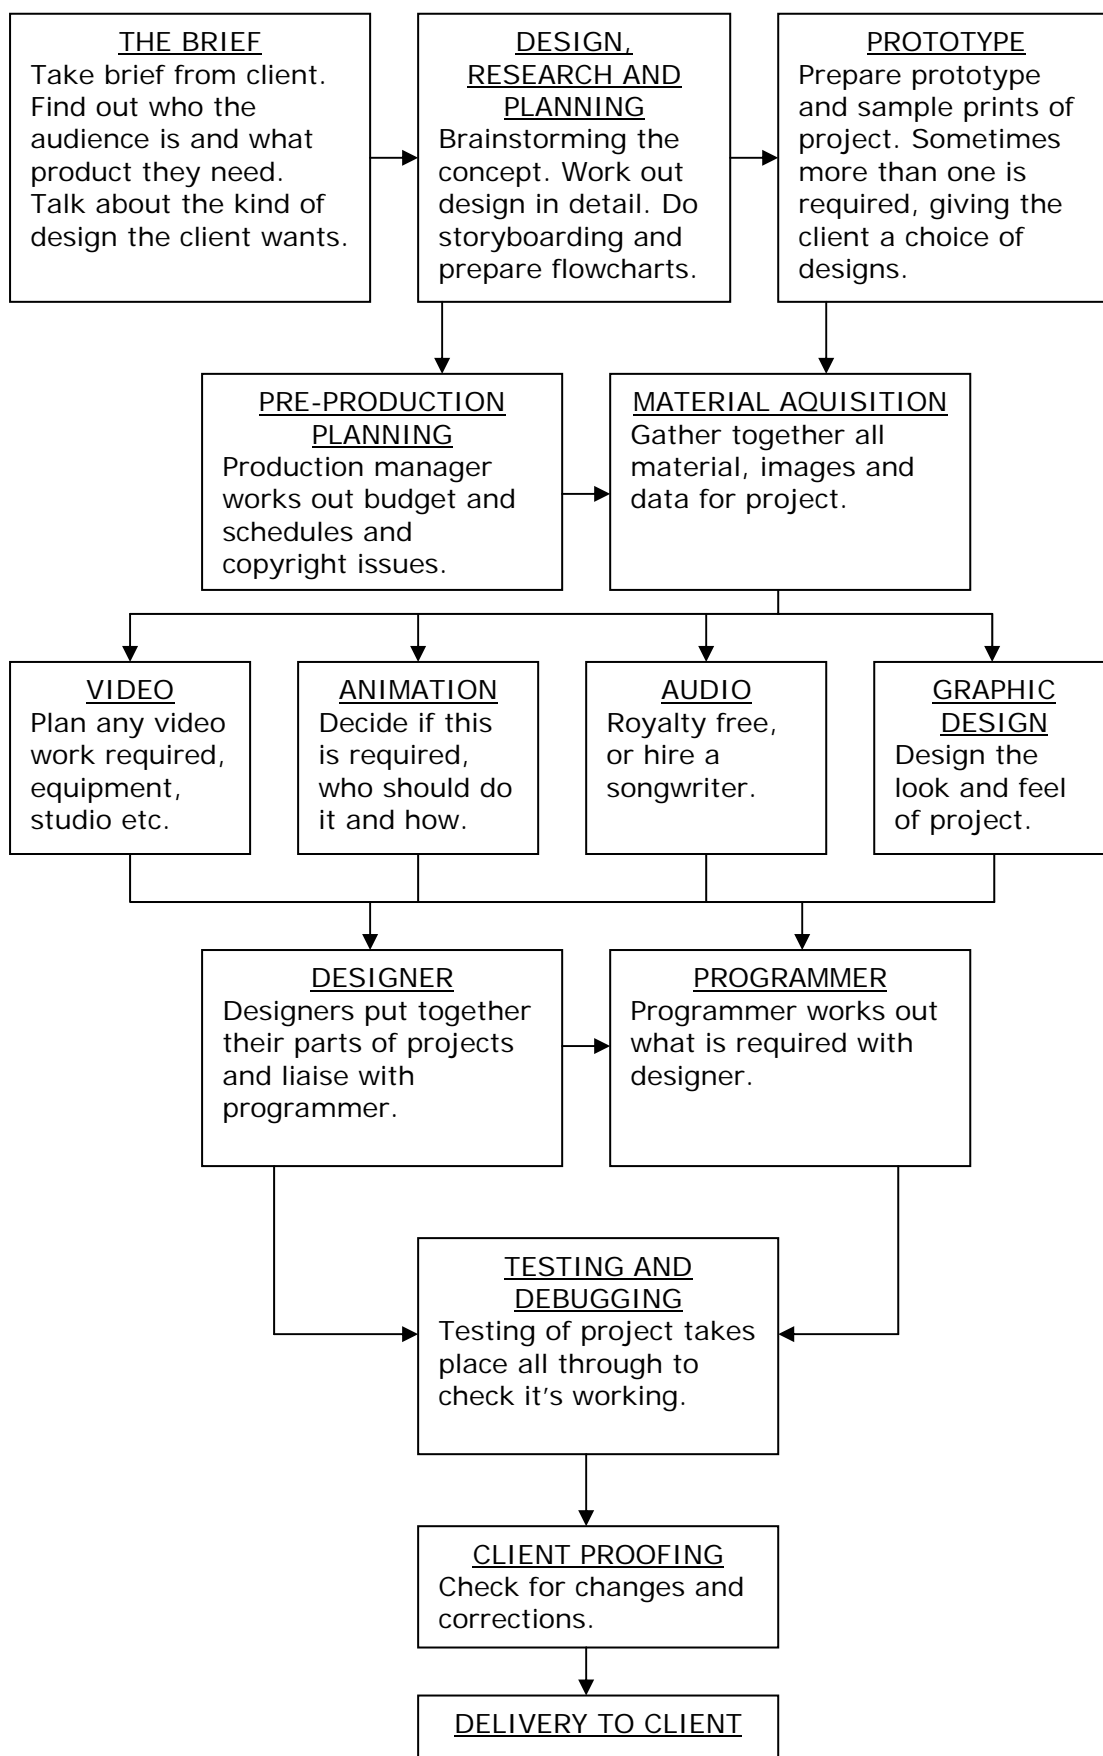 THE BRIEF
Take brief from client.
Find out who the
audience is and what
product they need.
Talk about the kind of
design the client wants.
DESIGN,
RESEARCH AND
PLANNING
Brainstorming the
concept. Work out
design in detail. Do
storyboarding and
prepare flowcharts.
PROTOTYPE
Prepare prototype
and sample prints of
project. Sometimes
more than one is
required, giving the
client a choice of
designs.
PRE-PRODUCTION
PLANNING
Production manager
works out budget and
schedules and
copyright issues.
MATERIAL AQUISITION
Gather together all
material, images and
data for project.
VIDEO
Plan any video
work required,
equipment,
studio etc.
ANIMATION
Decide if this
is required,
who should do
it and how.
AUDIO
Royalty free,
or hire a
songwriter.
GRAPHIC
DESIGN
Design the
look and feel
of project.
DESIGNER
Designers put together
their parts of projects
and liaise with
programmer.
PROGRAMMER
Programmer works out
what is required with
designer.
TESTING AND
DEBUGGING
Testing of project takes
place all through to
check it's working.
CLIENT PROOFING
Check for changes and
corrections.
DELIVERY TO CLIENT